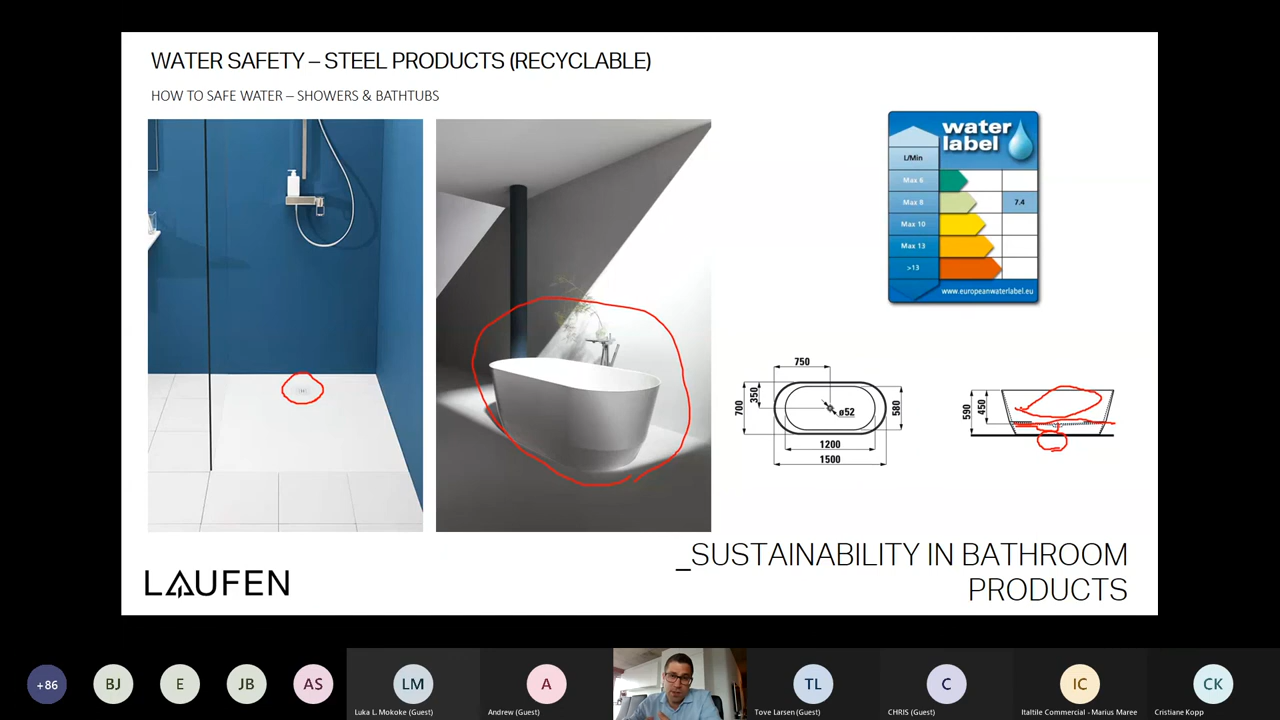 WATER SAFETY – STEEL PRODUCTS (RECYCLABLE)
HOW TO SAFE WATER – SHOWERS & BATHTUBS
water
label
L/Min
Max 6
Max 8 7.4
Max 10
Max 13
>13
www.europeanwaterlabel.eu
750
350
700
ø52
580
1200
1500
590
450
_SUSTAINABILITY IN BATHROOM
PRODUCTS
LAUFEN
+86
BJ
E
JB
AS
LM
Luka L. Mokoke (Guest)
A
Andrew (Guest)
TL
Tove Larsen (Guest)
C
CHRIS (Guest)
IC
Italtile Commercial - Marius Maree
CK
Cristiane Kopp